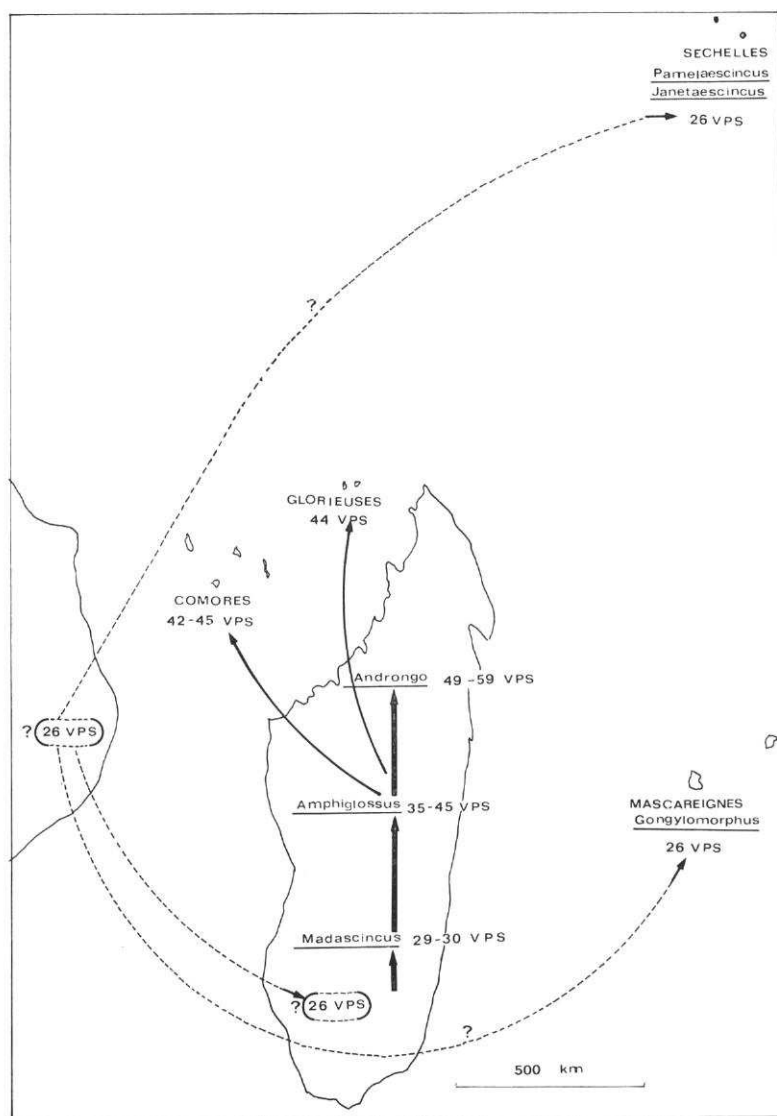 SECHELLES
Pamelaescincus
Janetaescincus
26 VPS
?
GLORIEUSES
44 VPS
COMORES
42-45 VPS
Androngo 49-59 VPS
? 26 VPS
Amphiglossus 35-45 VPS
MASCAREIGNES
Gongylomorphus
26 VPS
Madascincus 29-30 VPS
? 26 VPS
?
500 km